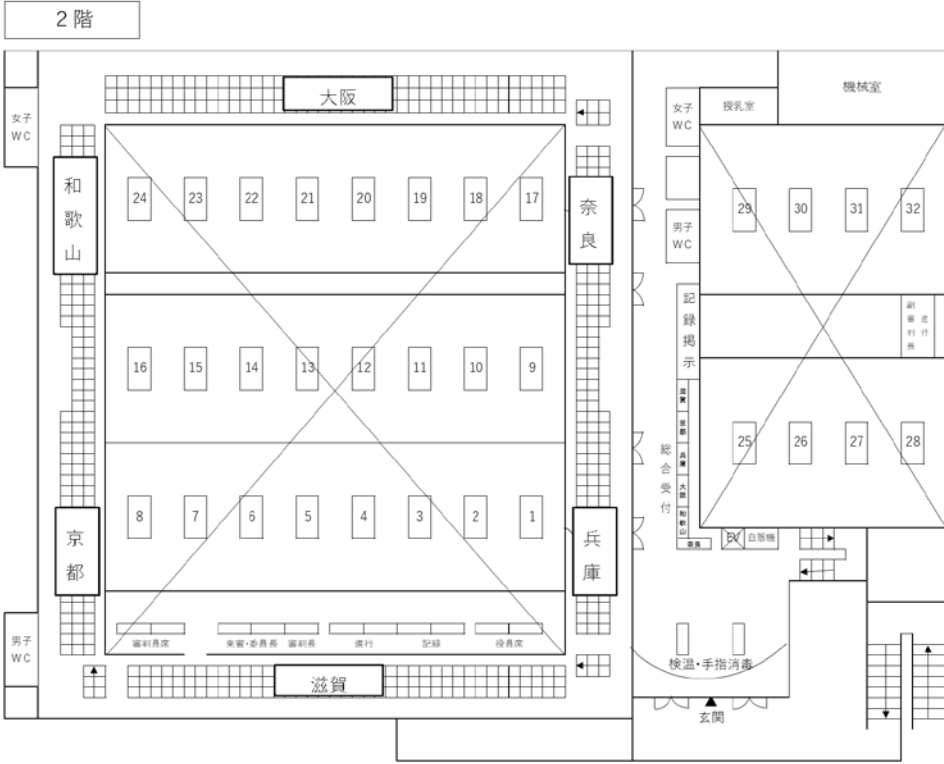 2階
大阪
機械室
授乳室
女子
WC
女子
WC
和歌山
奈良
24 23 22 21 20 19 18 17
29 30 31 32
男子
WC
記録掲示
副審判長
進行
16 15 14 13 12 11 10 9
滋賀
京都
兵庫
大阪
和歌山
奈良
総合受付
25 26 27 28
8 7 6 5 4 3 2 1
京都
兵庫
EV 自販機
男子
WC
審判員席 来賓・委員長 審判長 進行 記録 役員席
検温・手指消毒
滋賀
玄関